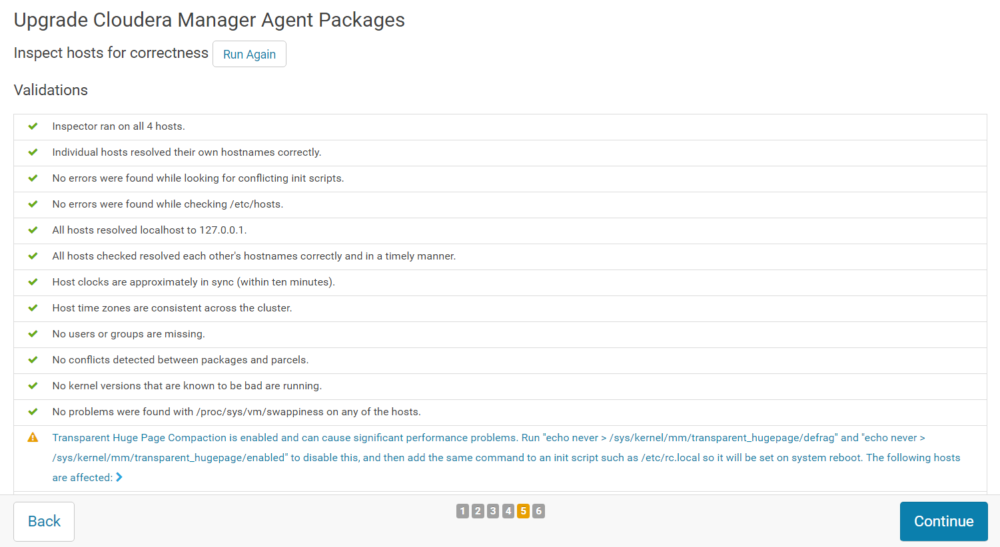 Upgrade Cloudera Manager Agent Packages
Inspect hosts for correctness Run Again
Validations
Inspector ran on all 4 hosts.
Individual hosts resolved their own hostnames correctly.
No errors were found while looking for conflicting init scripts.
No errors were found while checking /etc/hosts.
All hosts resolved localhost to 127.0.0.1.
All hosts checked resolved each other's hostnames correctly and in a timely manner.
Host clocks are approximately in sync (within ten minutes).
Host time zones are consistent across the cluster.
No users or groups are missing.
No conflicts detected between packages and parcels.
No kernel versions that are known to be bad are running.
No problems were found with /proc/sys/vm/swappiness on any of the hosts.
Transparent Huge Page Compaction is enabled and can cause significant performance problems. Run "echo never > /sys/kernel/mm/transparent_hugepage/defrag" and "echo never >
/sys/kernel/mm/transparent_hugepage/enabled" to disable this, and then add the same command to an init script such as /etc/rc.local so it will be set on system reboot. The following hosts
are affected:
Back 1 2 3 4 5 6 Continue